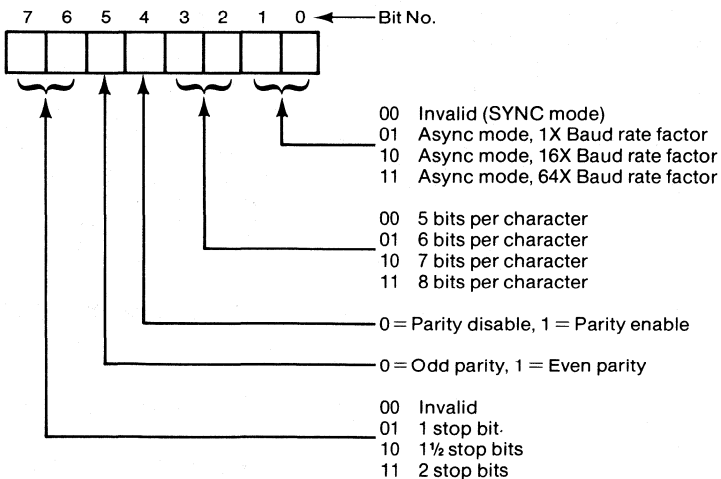 7 6 5 4 3 2 1 0 Bit No.
00 Invalid (SYNC mode)
01 Async mode, 1X Baud rate factor
10 Async mode, 16X Baud rate factor
11 Async mode, 64X Baud rate factor
00 5 bits per character
01 6 bits per character
10 7 bits per character
11 8 bits per character
0 = Parity disable, 1 = Parity enable
0 = Odd parity, 1 = Even parity
00 Invalid
01 1 stop bit.
10 1½ stop bits
11 2 stop bits